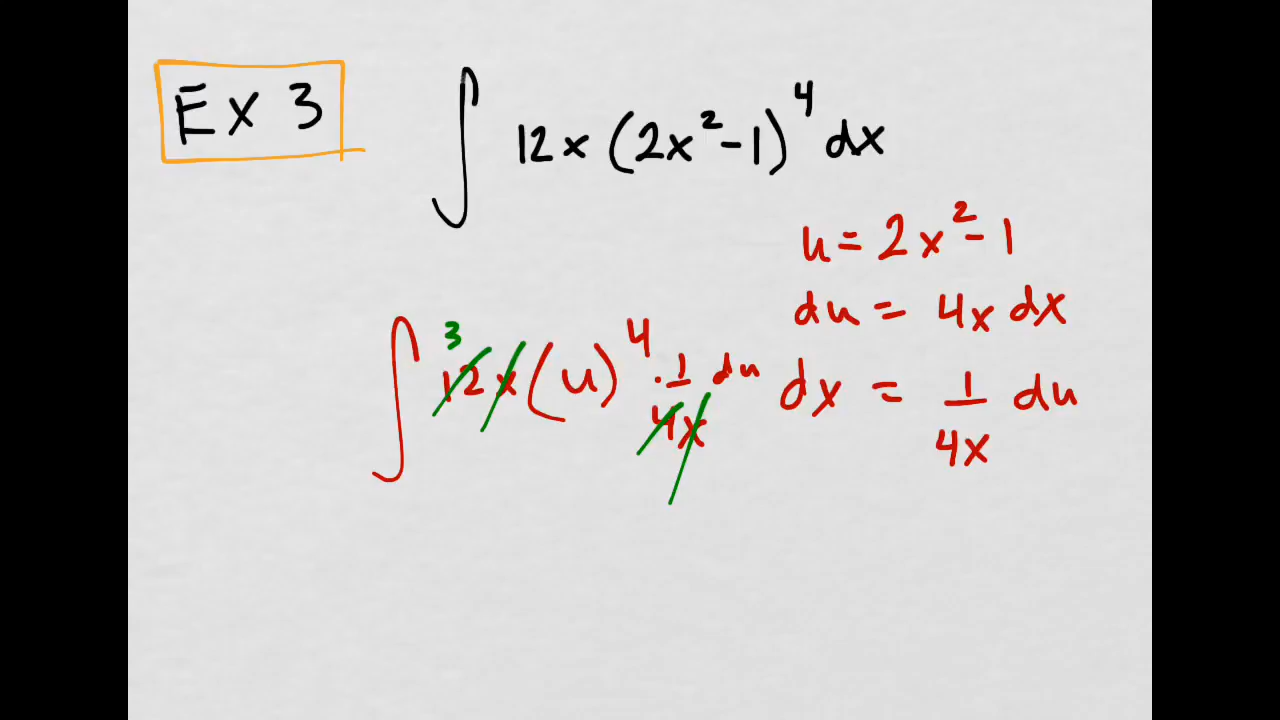 Ex 3
∫ 12x (2x² - 1)⁴ dx
u = 2x² - 1
du = 4x dx
∫ 3 12x (u)⁴ · 1/4x du
dx = 1/4x du